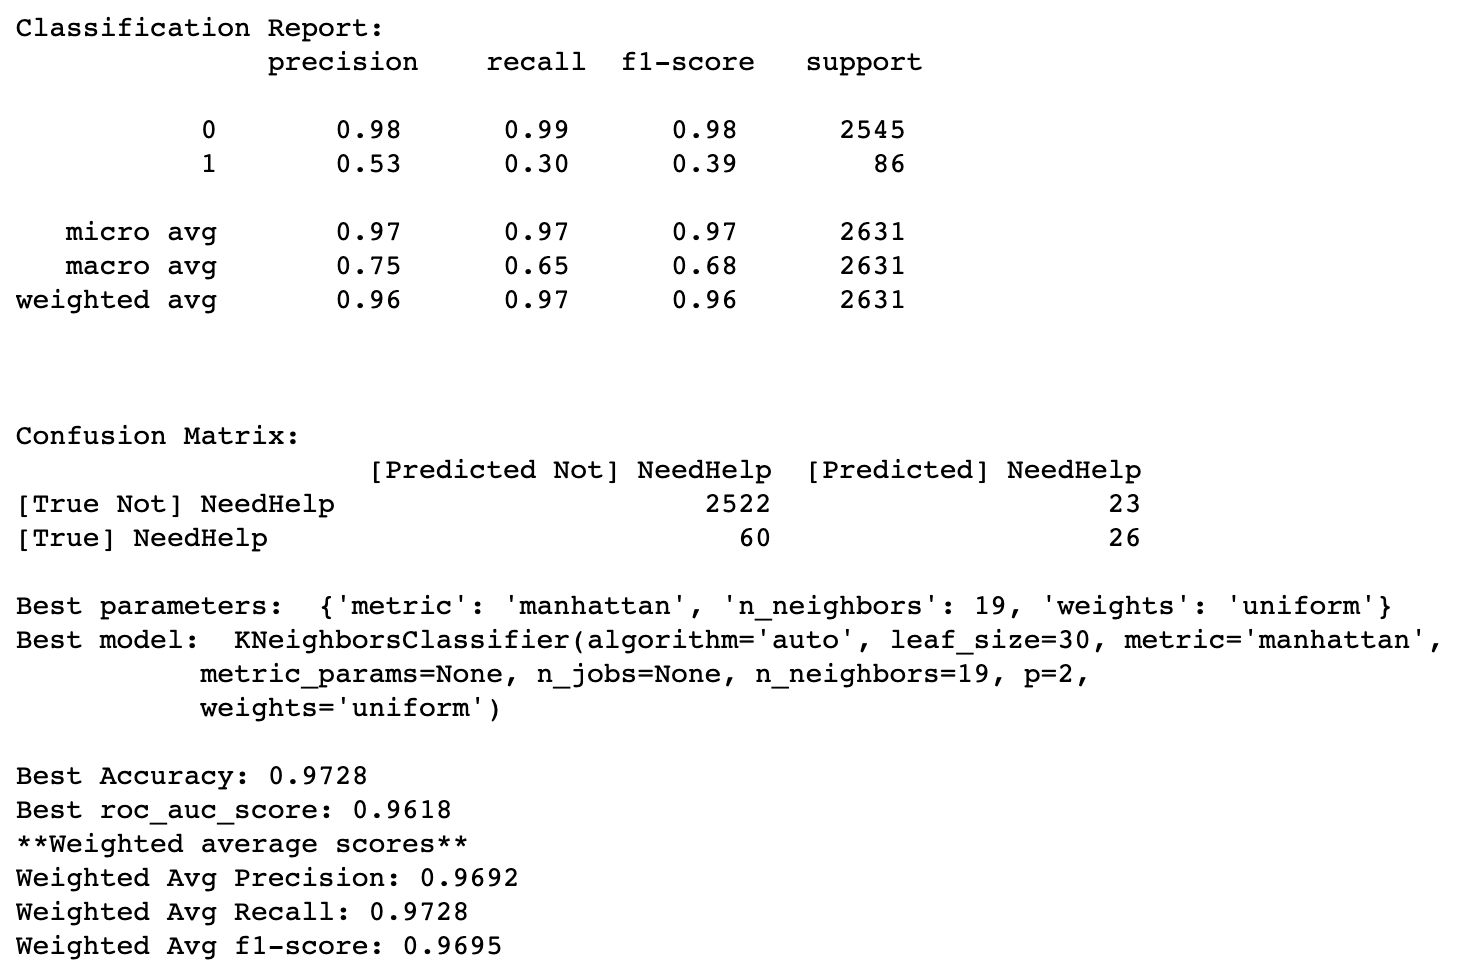 Classification Report:
precision recall f1-score support
0 0.98 0.99 0.98 2545
1 0.53 0.30 0.39 86
micro avg 0.97 0.97 0.97 2631
macro avg 0.75 0.65 0.68 2631
weighted avg 0.96 0.97 0.96 2631
Confusion Matrix:
[Predicted Not] NeedHelp [Predicted] NeedHelp
[True Not] NeedHelp 2522 23
[True] NeedHelp 60 26
Best parameters: {'metric': 'manhattan', 'n_neighbors': 19, 'weights': 'uniform'}
Best model: KNeighborsClassifier(algorithm='auto', leaf_size=30, metric='manhattan',
metric_params=None, n_jobs=None, n_neighbors=19, p=2,
weights='uniform')
Best Accuracy: 0.9728
Best roc_auc_score: 0.9618
**Weighted average scores**
Weighted Avg Precision: 0.9692
Weighted Avg Recall: 0.9728
Weighted Avg f1-score: 0.9695